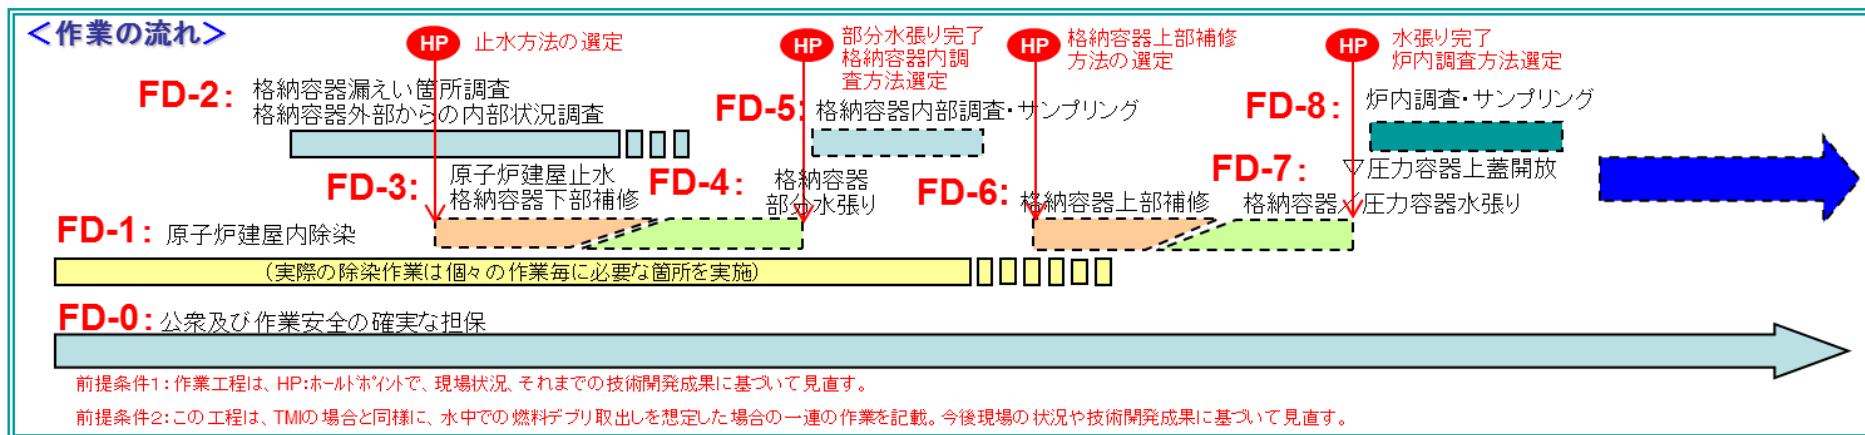 ＜作業の流れ＞
HP
止水方法の選定
HP
部分水張り完了
格納容器内調
査方法選定
HP
格納容器上部補修
方法の選定
HP
水張り完了
炉内調査方法選定
FD-2：
格納容器漏えい箇所調査
格納容器外部からの内部状況調査
FD-5：
格納容器内部調査・サンプリング
FD-8：
炉内調査・サンプリング
FD-3：
原子炉建屋止水
格納容器下部補修
FD-4：
格納容器
部分水張り
FD-6：
格納容器上部補修
FD-7：
▽圧力容器上蓋開放
格納容器／圧力容器水張り
FD-1：
原子炉建屋内除染
（実際の除染作業は個々の作業毎に必要な箇所を実施）
FD-0：
公衆及び作業安全の確実な担保
前提条件1：作業工程は、HP:ホールドポイントで、現場状況、それまでの技術開発成果に基づいて見直す。
前提条件2：この工程は、TMIの場合と同様に、水中での燃料デブリ取出しを想定した場合の一連の作業を記載。今後現場の状況や技術開発成果に基づいて見直す。